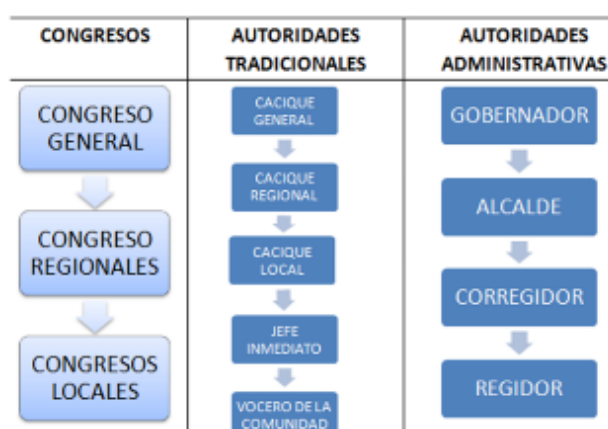 CONGRESOS
CONGRESO
GENERAL
CONGRESO
REGIONALES
CONGRESOS
LOCALES
AUTORIDADES
TRADICIONALES
CACIQUE
GENERAL
CACIQUE
REGIONAL
CACIQUE
LOCAL
JEFE
INMEDIATO
VOCERO DE LA
COMUNIDAD
AUTORIDADES
ADMINISTRATIVAS
GOBERNADOR
ALCALDE
CORREGIDOR
REGIDOR